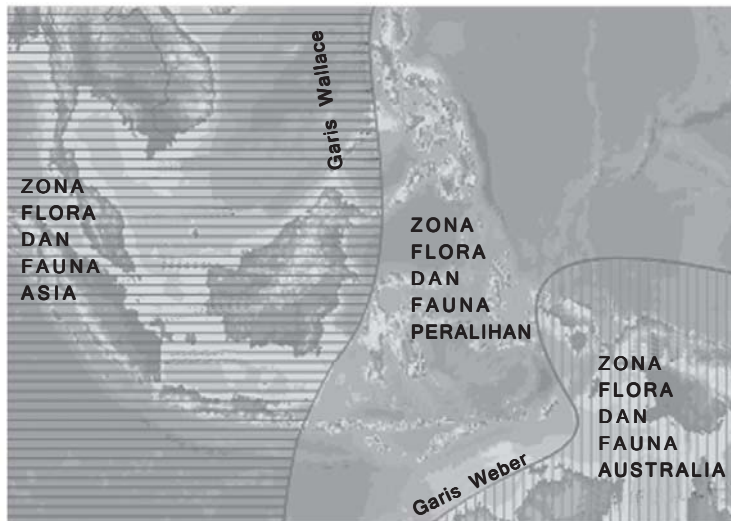 Garis Wallace
ZONA
FLORA
DAN
FAUNA
ASIA
ZONA
FLORA
DAN
FAUNA
PERALIHAN
ZONA
FLORA
DAN
FAUNA
AUSTRALIA
Garis Weber